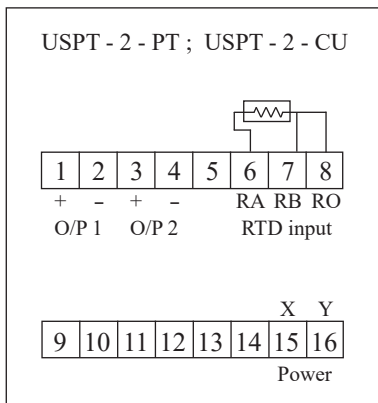 USPT - 2 - PT ; USPT - 2 - CU
1 2 3 4 5 6 7 8
+ − + − RA RB RO
O/P 1 O/P 2 RTD input
X Y
9 10 11 12 13 14 15 16
Power